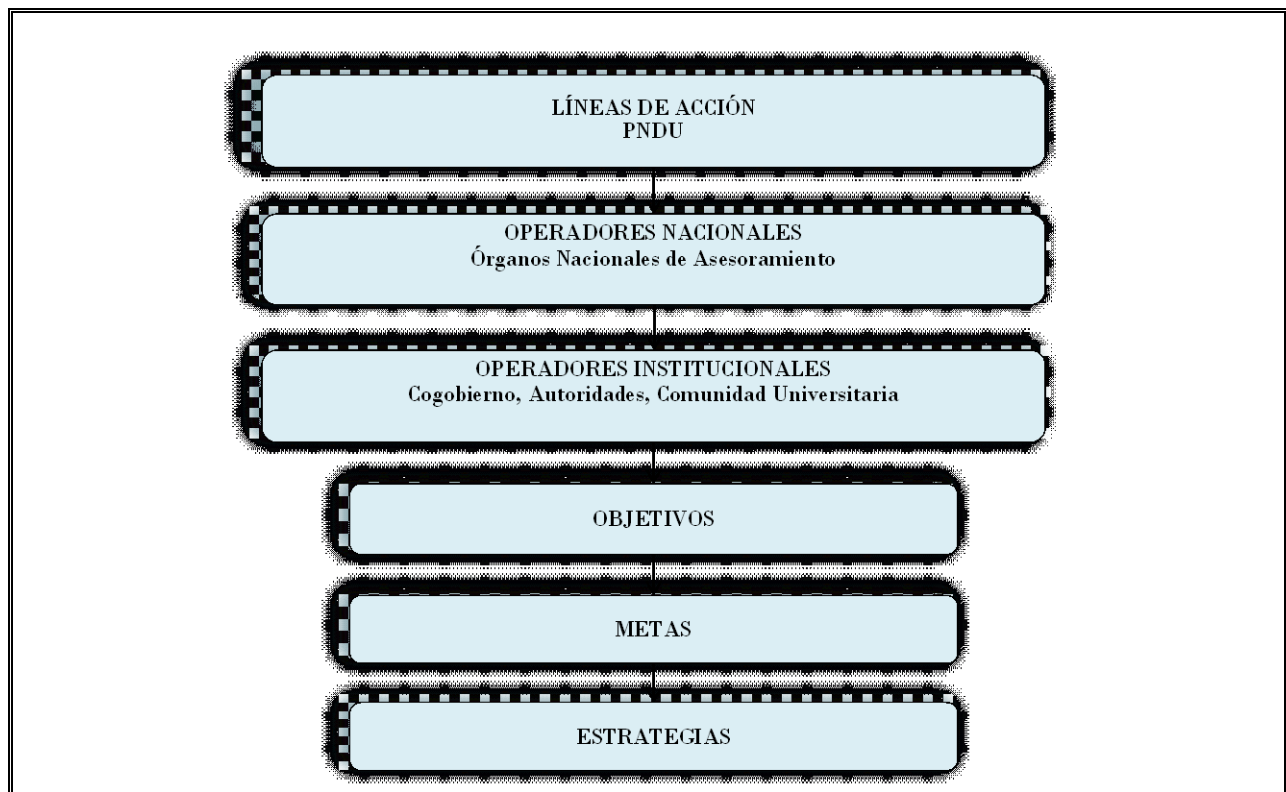 LÍNEAS DE ACCIÓN
PNDU
OPERADORES NACIONALES
Órganos Nacionales de Asesoramiento
OPERADORES INSTITUCIONALES
Cogobierno, Autoridades, Comunidad Universitaria
OBJETIVOS
METAS
ESTRATEGIAS